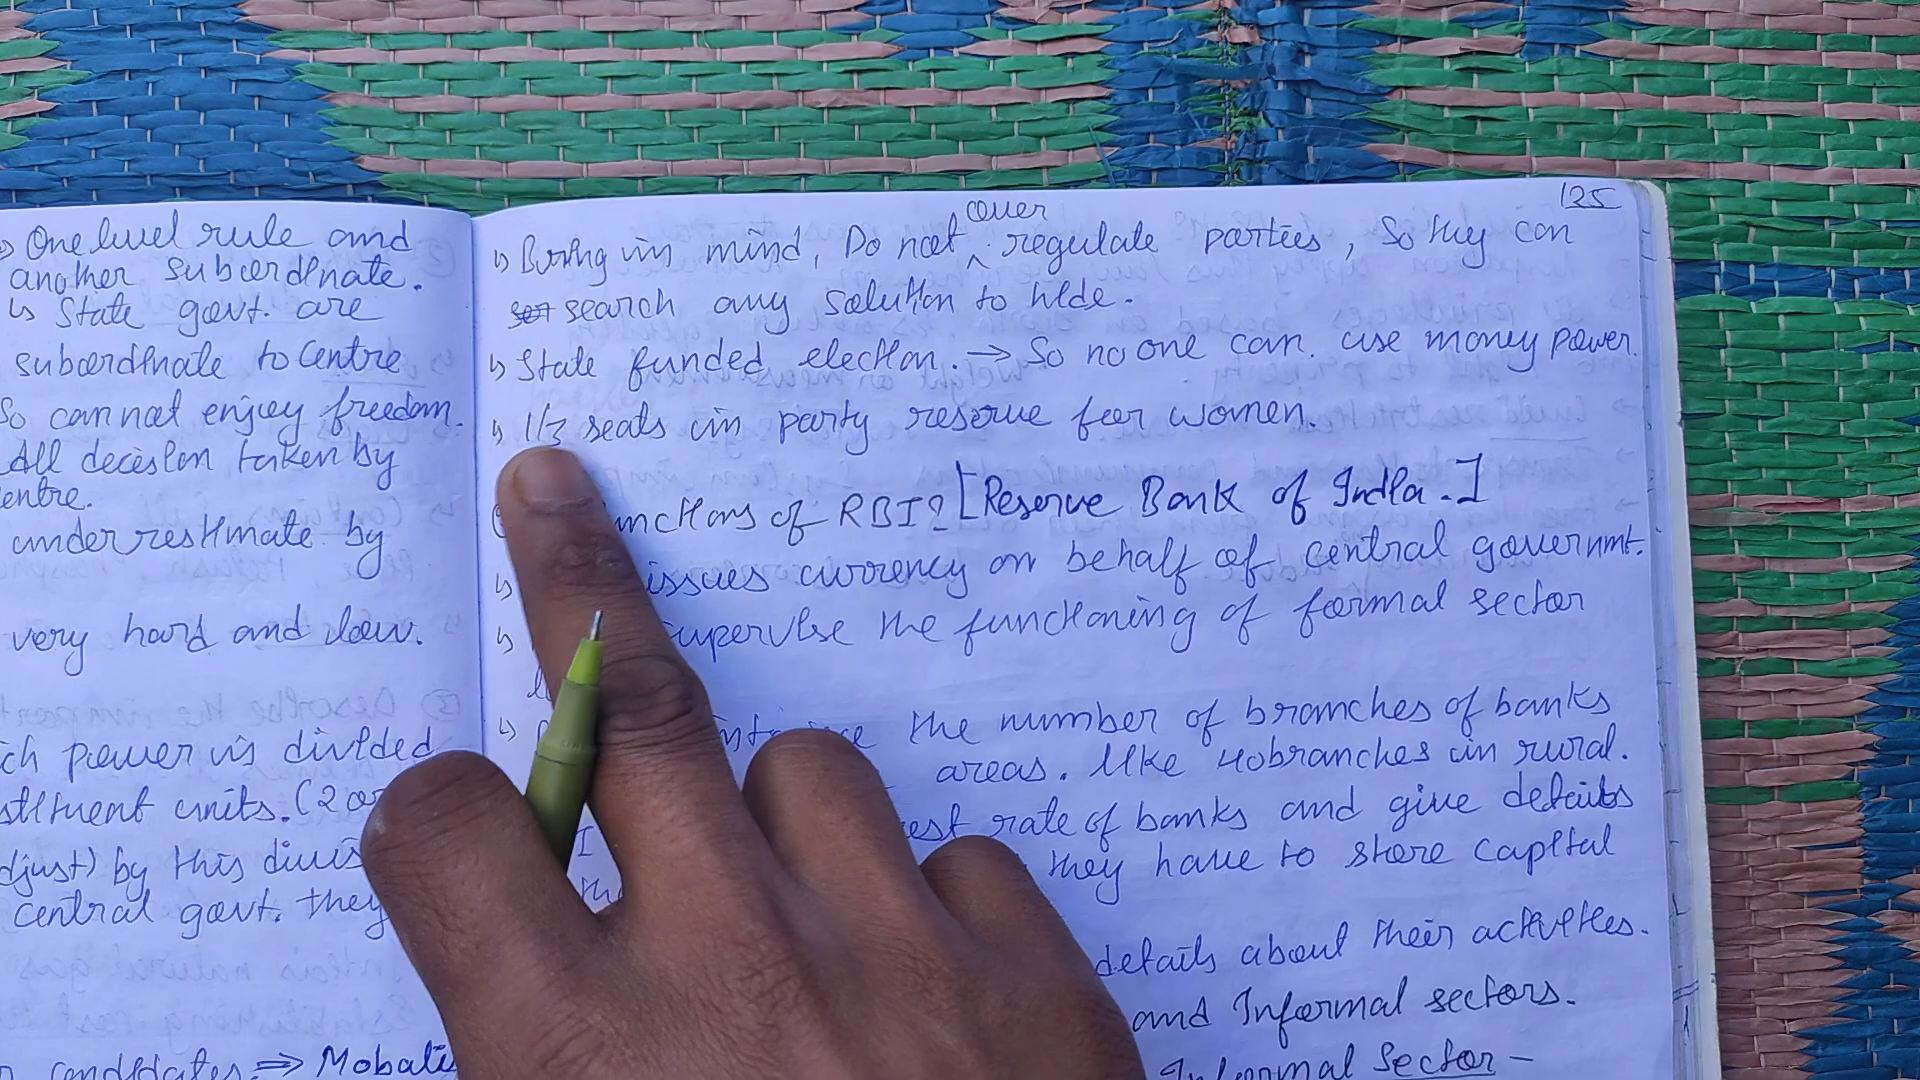 One level rule and
another subordinate.
↳ State govt. are
subordinate to Centre
So cannot enjoy freedom.
All decision taken by
entre.
underrestimate by
very hard and law.
ch power is divided
stituent units. (2 or
djust) by this divis
central govt. they
candidates. ⇒ Mobati
125
↳ Bring in mind, Do not ^ over regulate parties, So they can
search any solution to hide.
↳ State funded election. → So no one can. use money power.
↳ 1/3 seats in party reserve for women.
unctions of RBI? [Reserve Bank of India.]
↳ issues currency on behalf of central governmt.
↳ supervise the functioning of formal sector
↳ the number of branches of banks
areas. like 40 branches in rural.
I est rate of banks and give details
they have to store capital
details about their activities.
and Informal sectors.
Informal Sector -